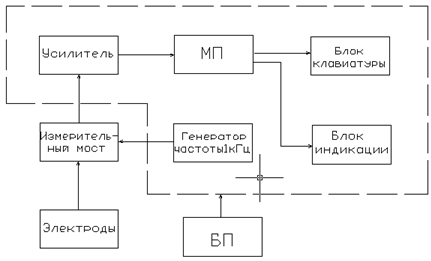 Усилитель
МП
Блок
клавиатуры
Измеритель-
ный мост
Генератор
частоты1кГц
Блок
индикации
Электроды
БП